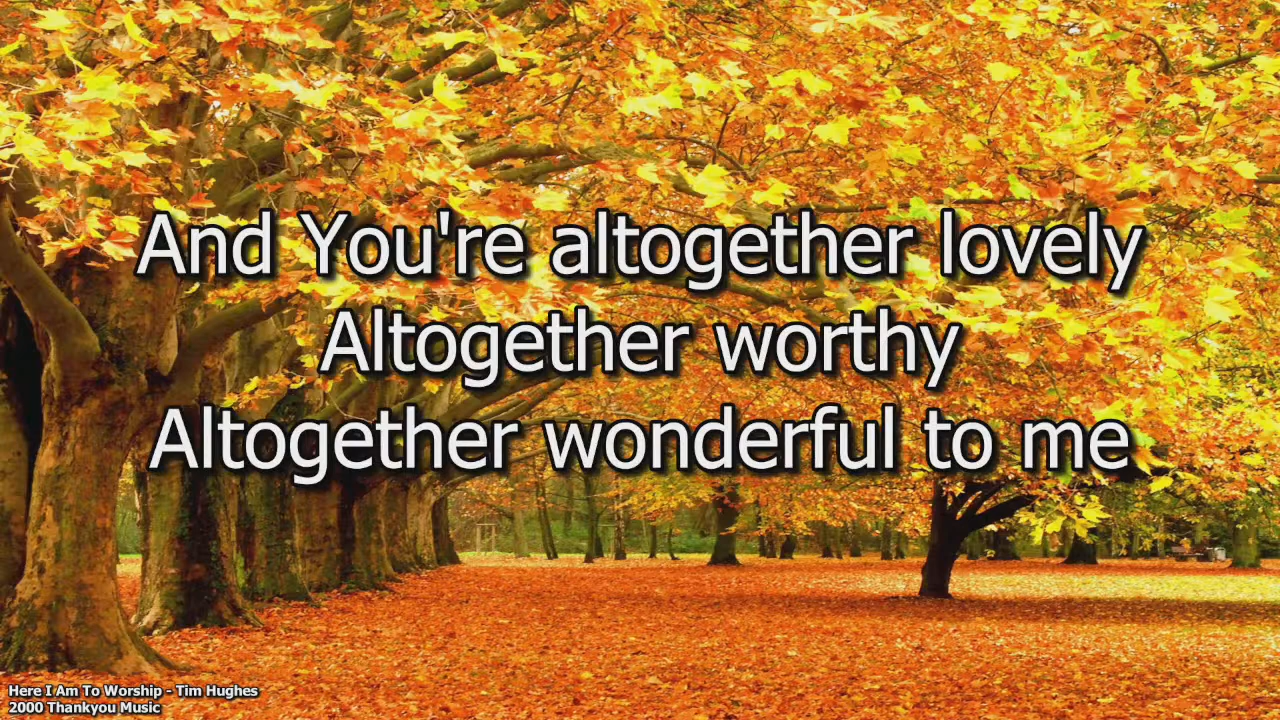 And You're altogether lovely
Altogether worthy
Altogether wonderful to me
Here I Am To Worship - Tim Hughes
2000 Thankyou Music